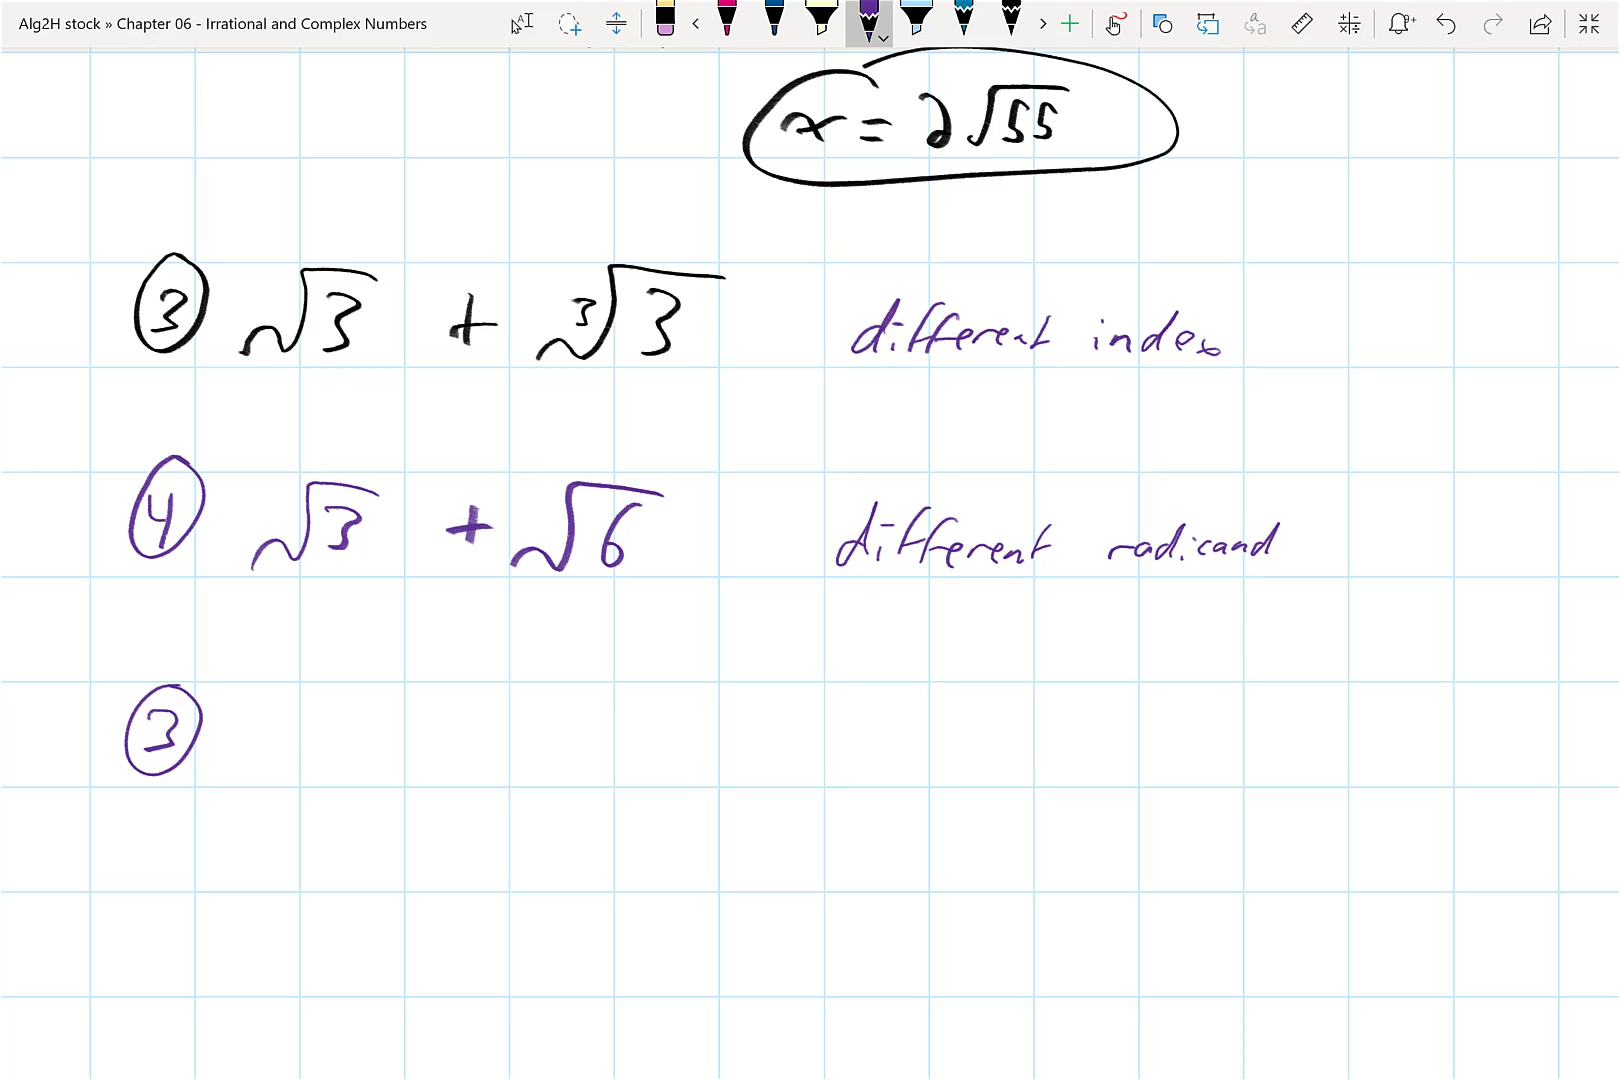 Alg2H stock » Chapter 06 - Irrational and Complex Numbers
x = 2√55
③ √3 + ∛3 different index
④ √3 + √6 different radicand
③